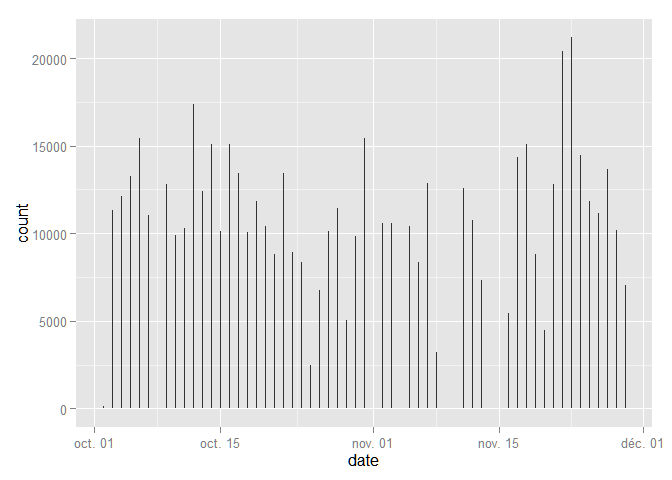 20000
15000
10000
5000
0
count
oct. 01
oct. 15
nov. 01
nov. 15
déc. 01
date